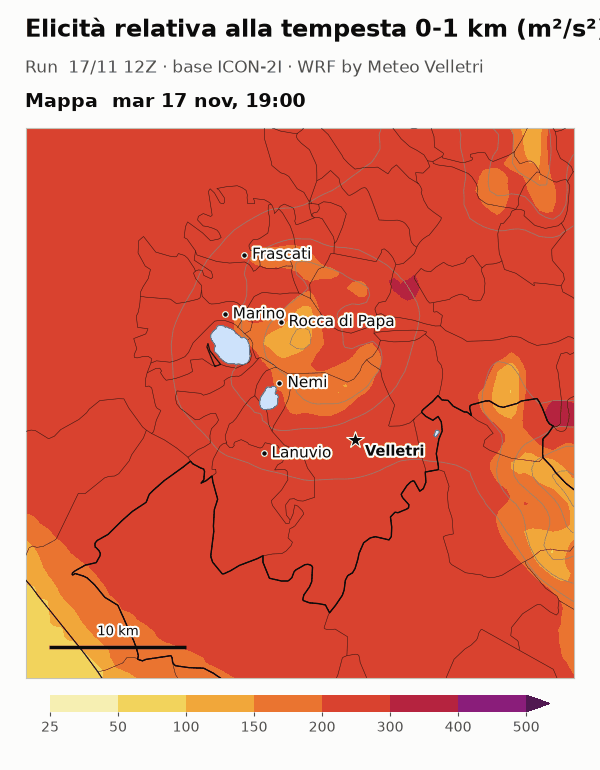 Elicità relativa alla tempesta 0-1 km (m²/s²)
Run  17/11 12Z · base ICON-2I · WRF by Meteo Velletri
Mappa  mar 17 nov, 19:00
Frascati
Marino
Rocca di Papa
Nemi
Velletri
Lanuvio
10 km
25 50 100 150 200 300 400 500